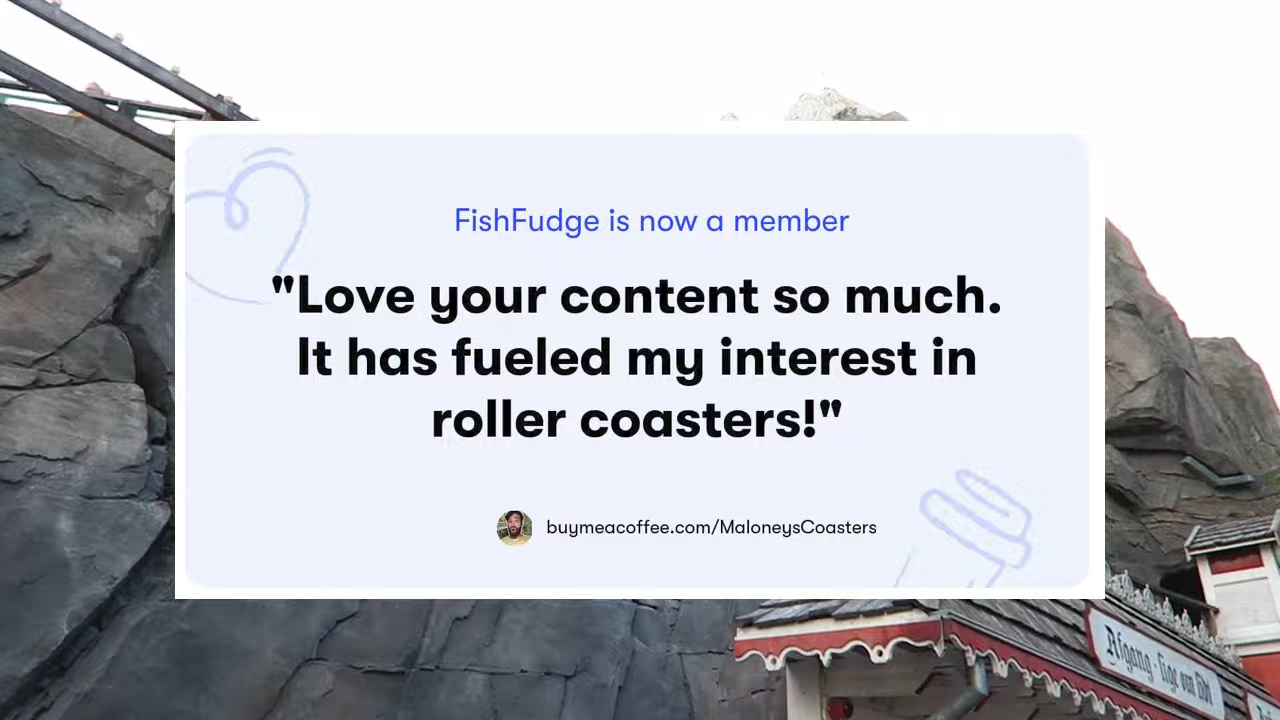 FishFudge is now a member
"Love your content so much.
It has fueled my interest in
roller coasters!"
buymeacoffee.com/MaloneysCoasters
Afgang